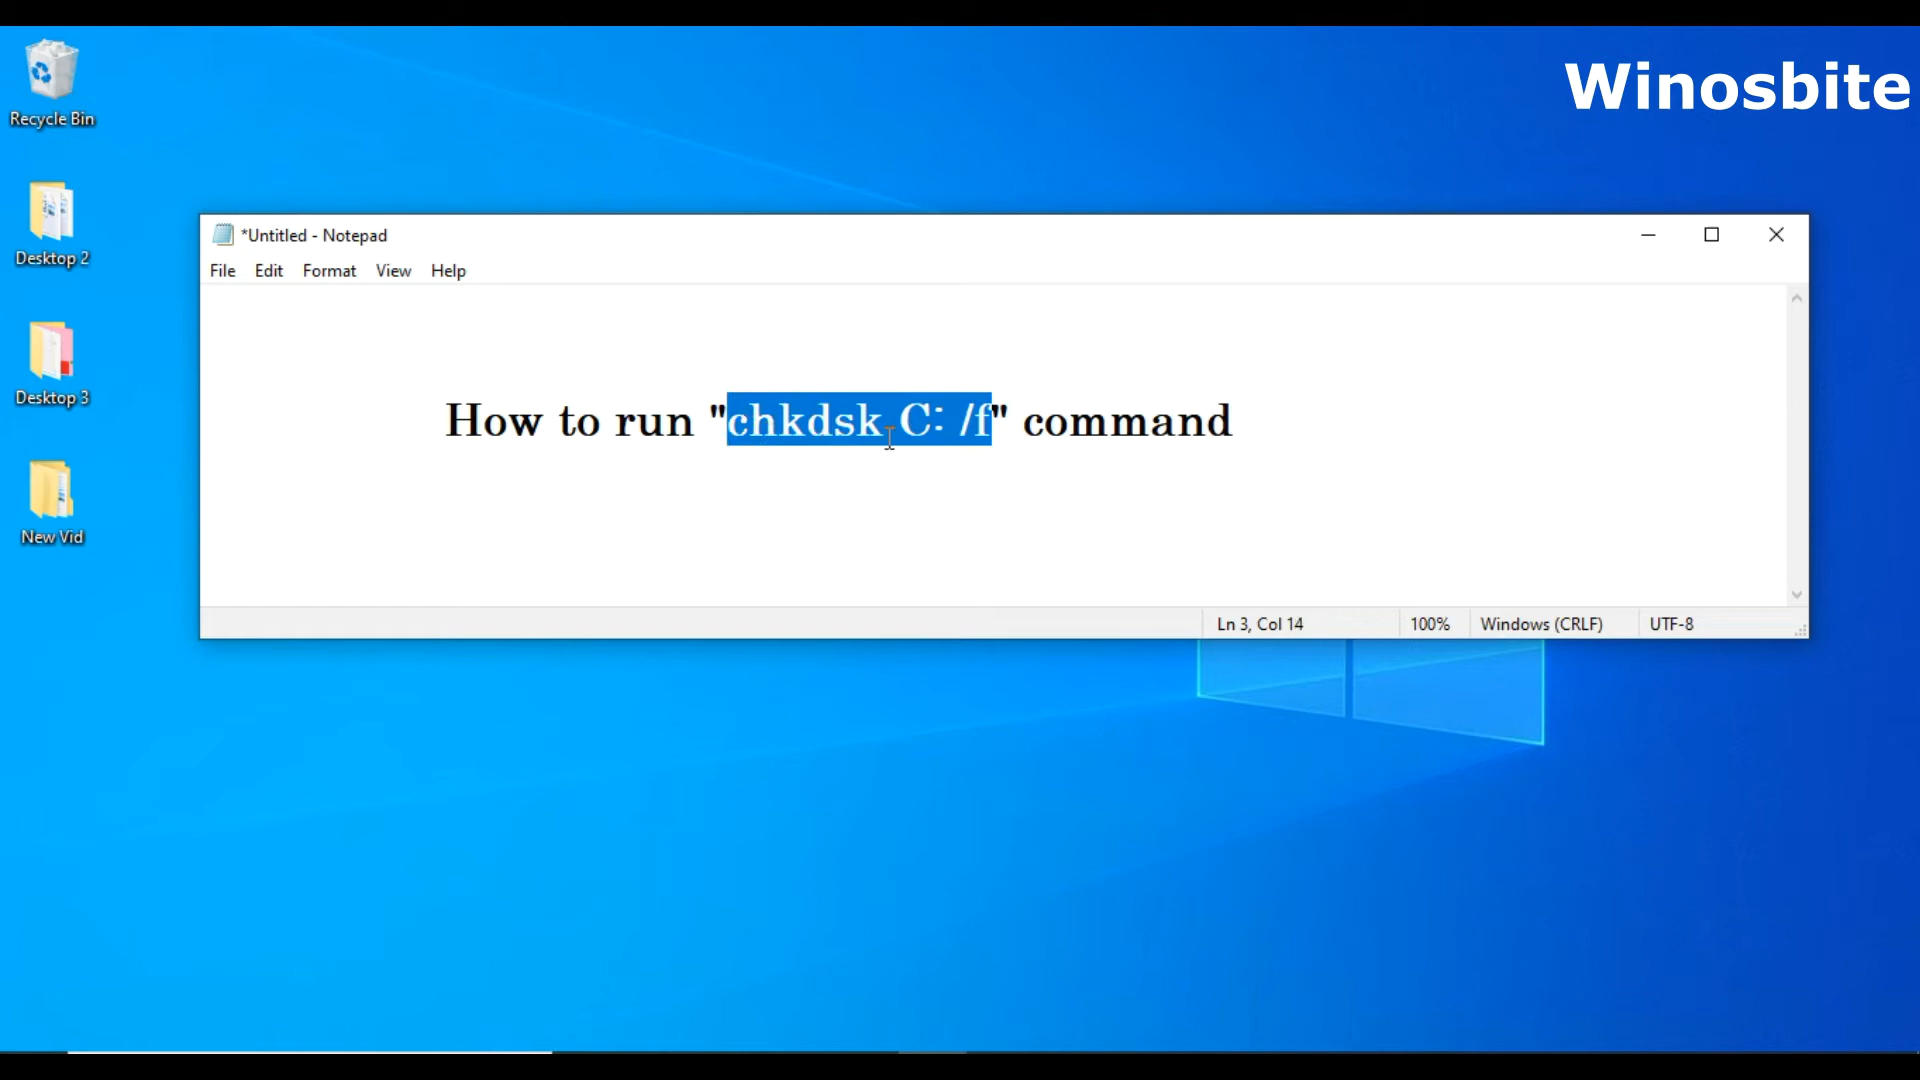 Winosbite
Recycle Bin
Desktop 2
Desktop 3
New Vid
*Untitled - Notepad
File Edit Format View Help
How to run "chkdsk C: /f" command
Ln 3, Col 14 100% Windows (CRLF) UTF-8